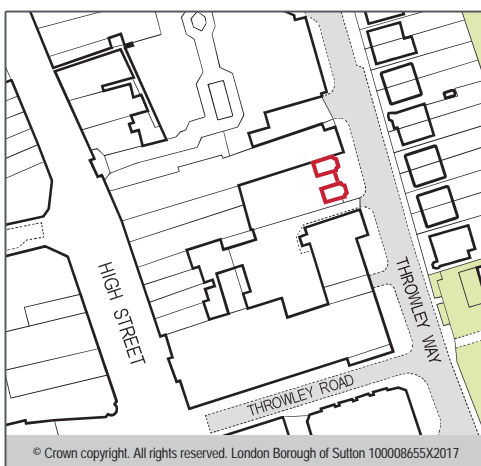 HIGH STREET
THROWLEY WAY
THROWLEY ROAD
© Crown copyright. All rights reserved. London Borough of Sutton 100008655X2017